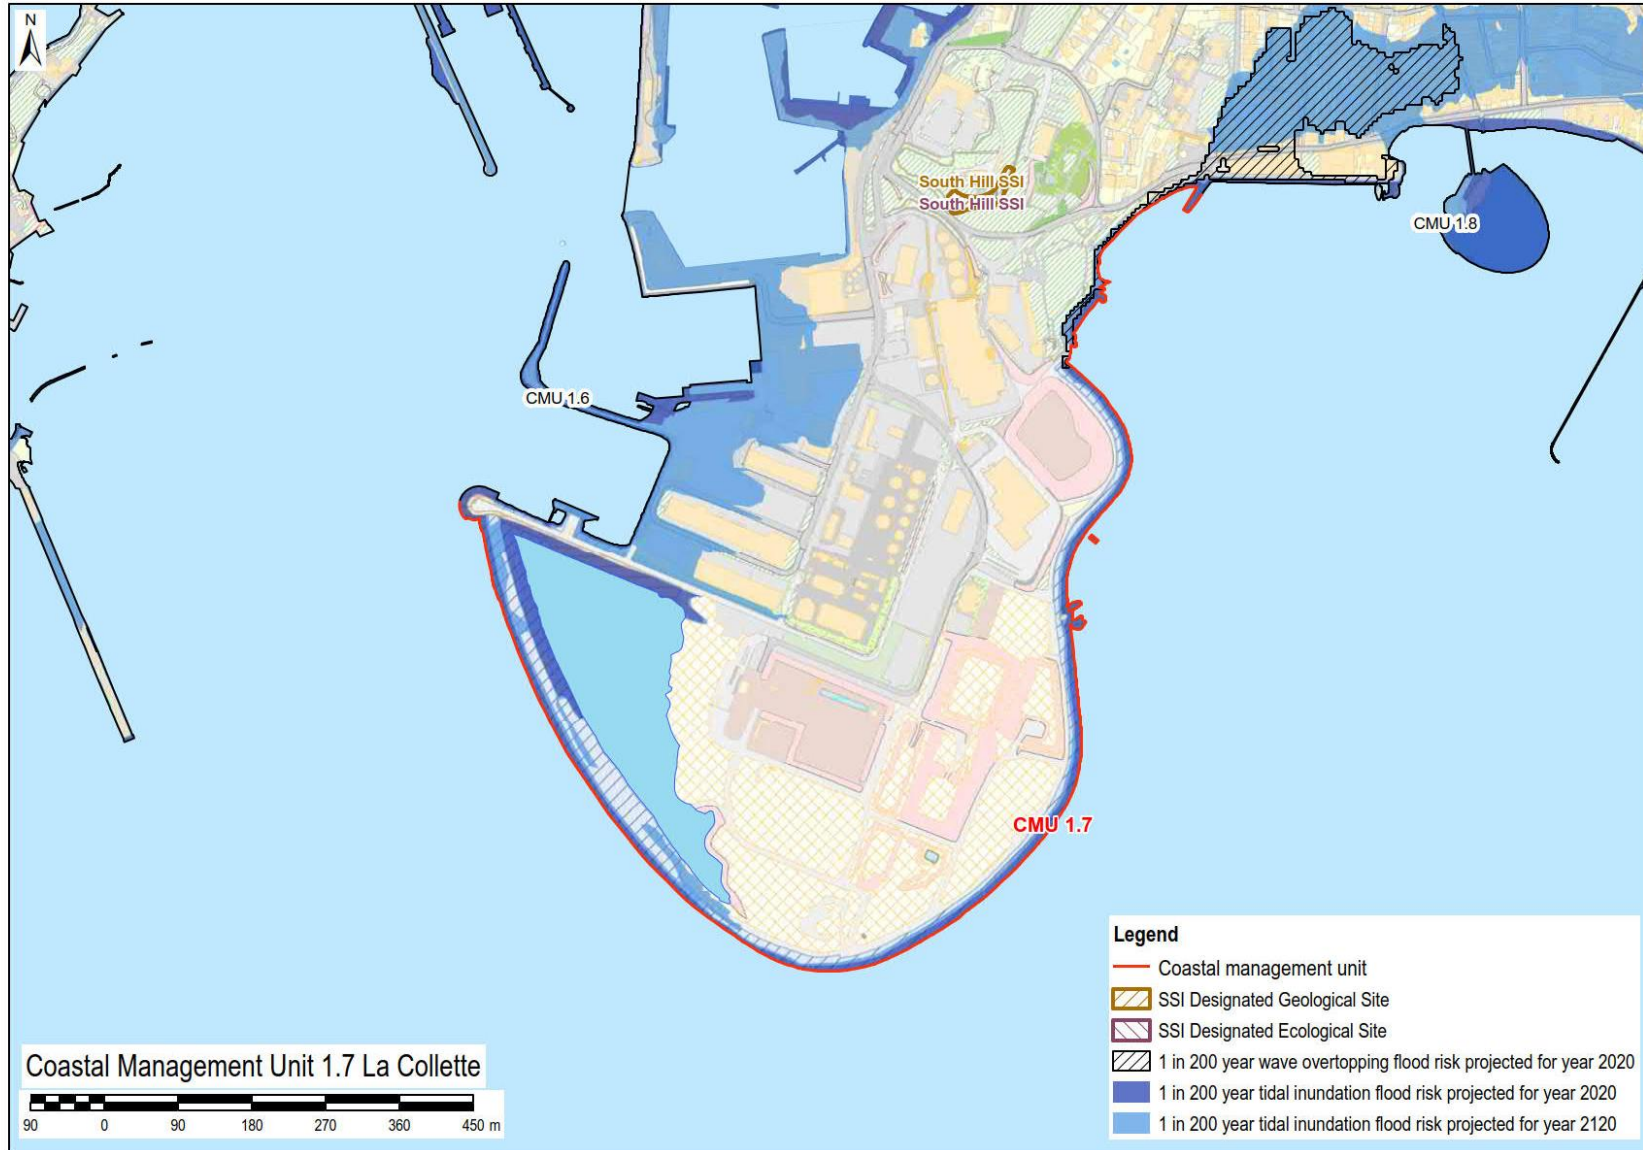 N
South Hill SSI
South Hill SSI
CMU 1.8
CMU 1.6
CMU 1.7
Legend
Coastal management unit
SSI Designated Geological Site
SSI Designated Ecological Site
1 in 200 year wave overtopping flood risk projected for year 2020
1 in 200 year tidal inundation flood risk projected for year 2020
1 in 200 year tidal inundation flood risk projected for year 2120
Coastal Management Unit 1.7 La Collette
90 0 90 180 270 360 450 m